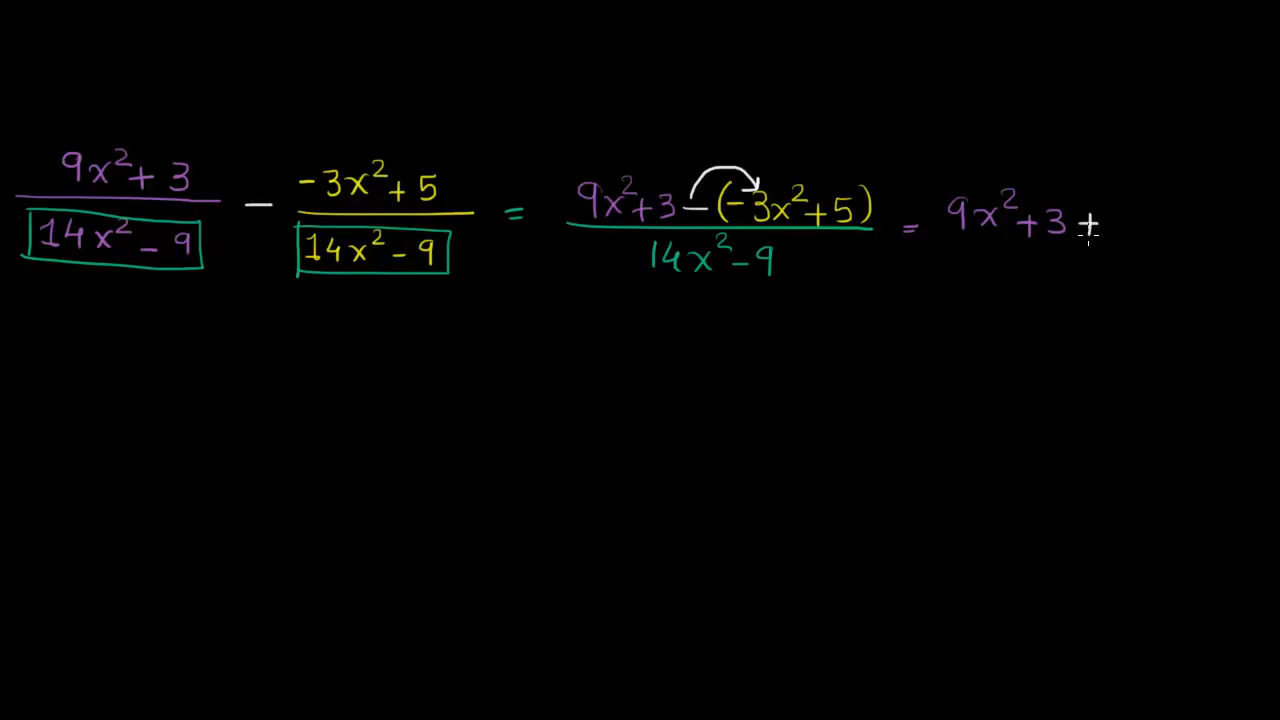 9x²+3 / 14x²-9 - -3x²+5 / 14x²-9 = 9x²+3-(-3x²+5) / 14x²-9 = 9x²+3+